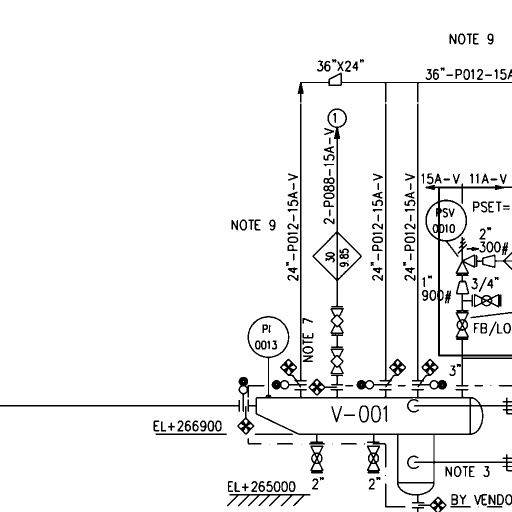 NOTE 9
36"X24"
36"-P012-15A
1
15A-V
11A-V
24"-P012-15A-V
2-P088-15A-V
24"-P012-15A-V
24"-P012-15A-V
PSV
0010
PSET=
NOTE 9
2"
300#
30
9.85
1"
900#
3/4"
PI
0013
NOTE 7
FB/LO
3"
V-001
EL+266900
NOTE 3
EL+265000
2"
2"
BY VENDO